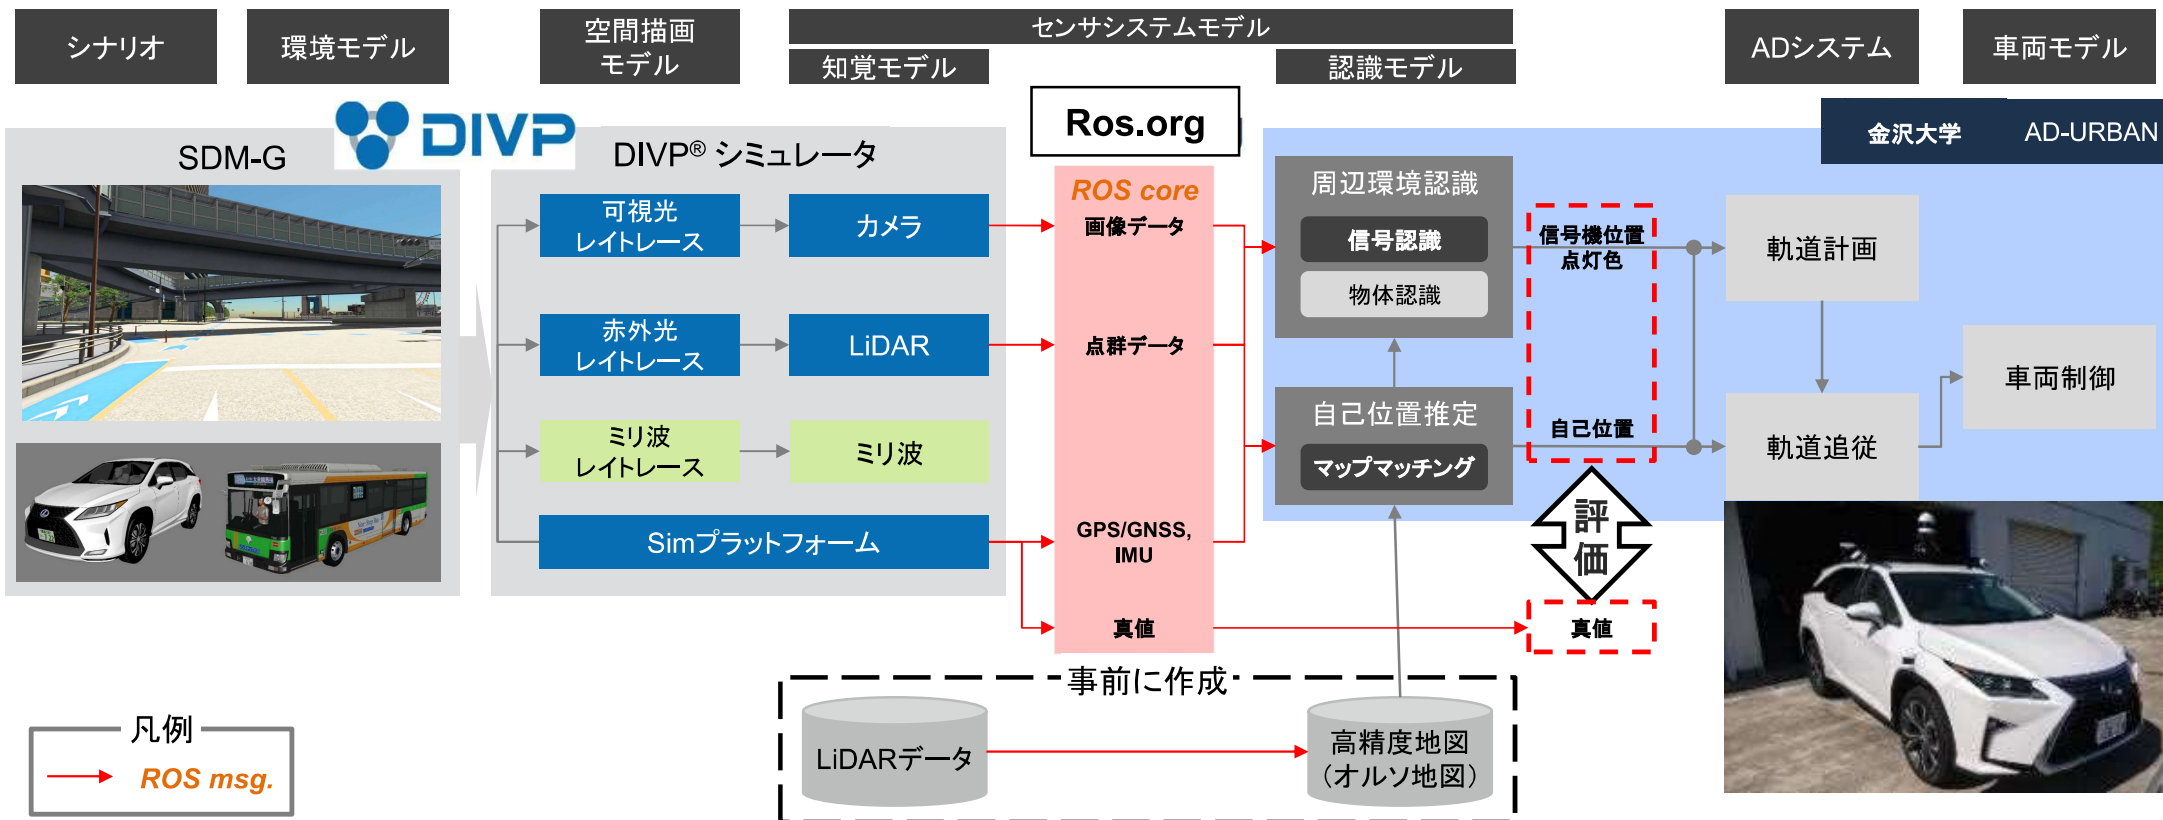 シナリオ
環境モデル
空間描画
モデル
センサシステムモデル
知覚モデル
認識モデル
ADシステム
車両モデル
SDM-G
DIVP
DIVP® シミュレータ
Ros.org
金沢大学
AD-URBAN
可視光
レイトレース
カメラ
赤外光
レイトレース
LiDAR
ミリ波
レイトレース
ミリ波
Simプラットフォーム
ROS core
画像データ
点群データ
GPS/GNSS,
IMU
真値
周辺環境認識
信号認識
物体認識
自己位置推定
マップマッチング
信号機位置
点灯色
自己位置
評価
真値
軌道計画
軌道追従
車両制御
事前に作成
LiDARデータ
高精度地図
（オルソ地図）
凡例
ROS msg.